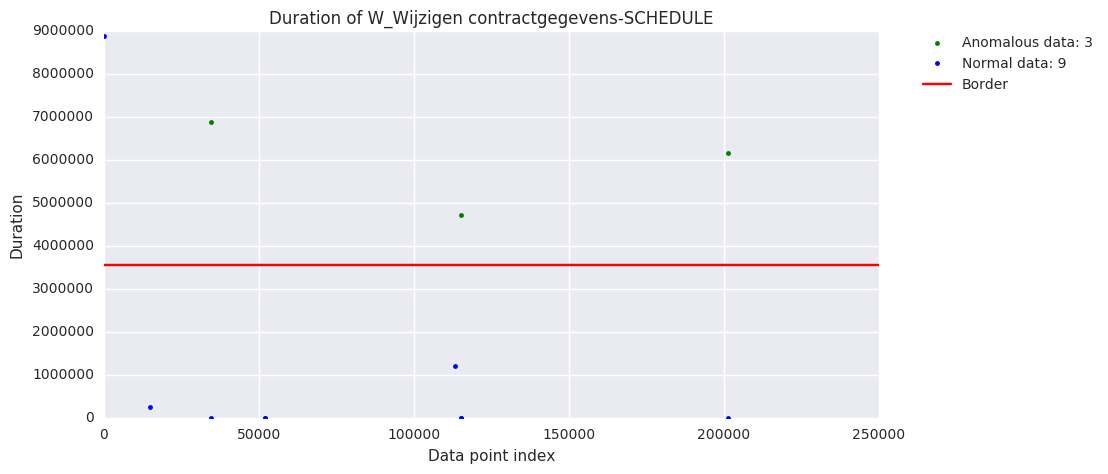 Duration of W_Wijzigen contractgegevens-SCHEDULE
9000000
8000000
7000000
6000000
5000000
4000000
3000000
2000000
1000000
0
Duration
0
50000
100000
150000
200000
250000
Data point index
Anomalous data: 3
Normal data: 9
Border